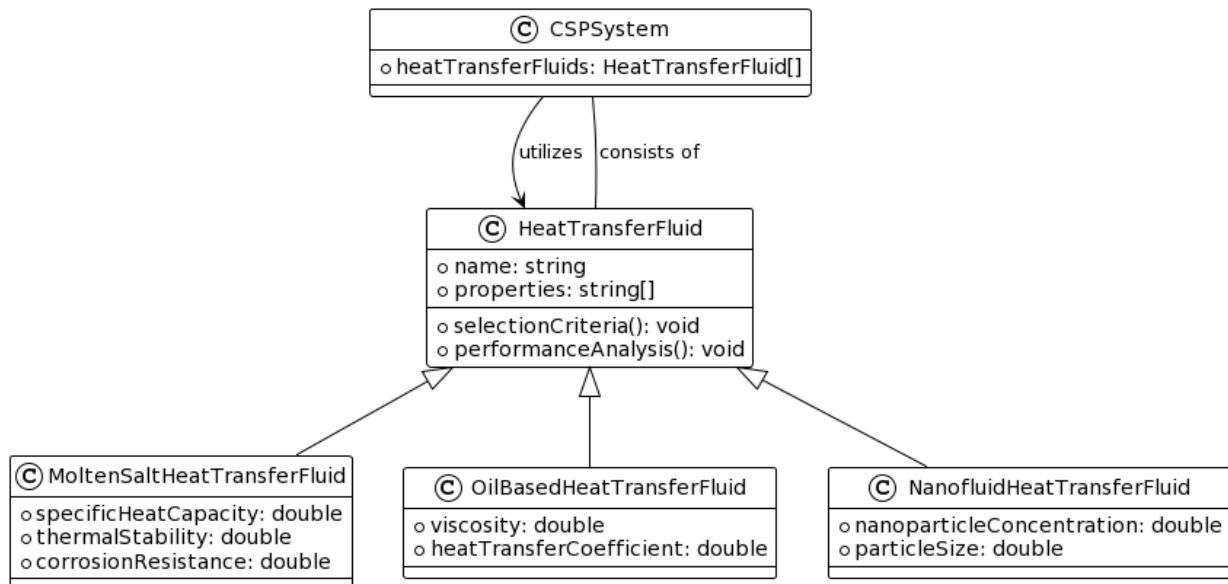 C CSPSystem
heatTransferFluids: HeatTransferFluid[]
utilizes
consists of
C HeatTransferFluid
name: string
properties: string[]
selectionCriteria(): void
performanceAnalysis(): void
C MoltenSaltHeatTransferFluid
specificHeatCapacity: double
thermalStability: double
corrosionResistance: double
C OilBasedHeatTransferFluid
viscosity: double
heatTransferCoefficient: double
C NanofluidHeatTransferFluid
nanoparticleConcentration: double
particleSize: double